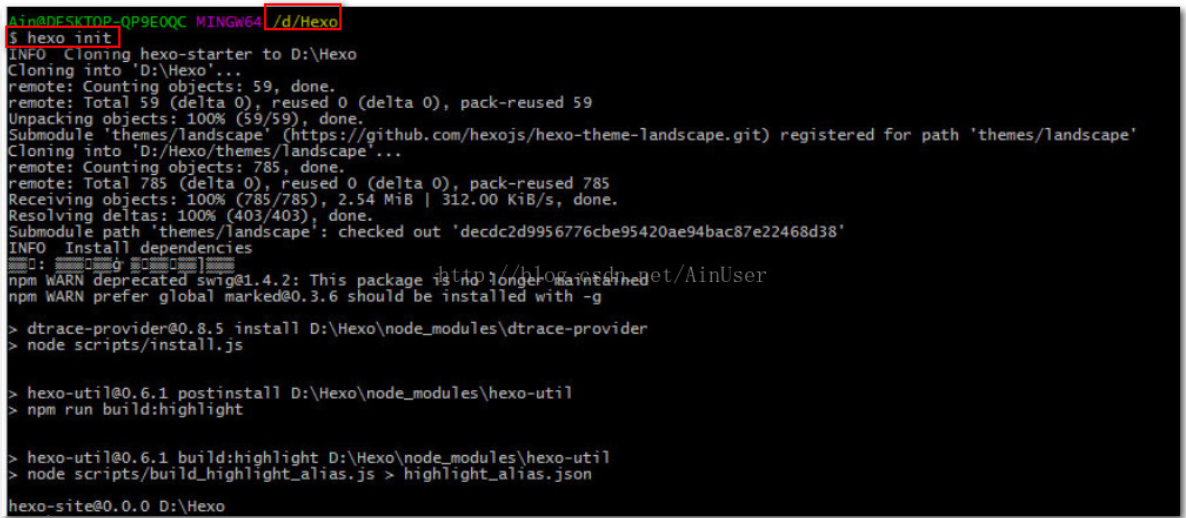 Ain@DESKTOP-QP9E0QC MINGW64 /d/Hexo
$ hexo init
INFO  Cloning hexo-starter to D:\Hexo
Cloning into 'D:\Hexo'...
remote: Counting objects: 59, done.
remote: Total 59 (delta 0), reused 0 (delta 0), pack-reused 59
Unpacking objects: 100% (59/59), done.
Submodule 'themes/landscape' (https://github.com/hexojs/hexo-theme-landscape.git) registered for path 'themes/landscape'
Cloning into 'D:/Hexo/themes/landscape'...
remote: Counting objects: 785, done.
remote: Total 785 (delta 0), reused 0 (delta 0), pack-reused 785
Receiving objects: 100% (785/785), 2.54 MiB | 312.00 KiB/s, done.
Resolving deltas: 100% (403/403), done.
Submodule path 'themes/landscape': checked out 'decdc2d9956776cbe95420ae94bac87e22468d38'
INFO  Install dependencies
http://blog.csdn.net/AinUser
npm WARN deprecated swig@1.4.2: This package is no longer maintained
npm WARN prefer global marked@0.3.6 should be installed with -g
> dtrace-provider@0.8.5 install D:\Hexo\node_modules\dtrace-provider
> node scripts/install.js
> hexo-util@0.6.1 postinstall D:\Hexo\node_modules\hexo-util
> npm run build:highlight
> hexo-util@0.6.1 build:highlight D:\Hexo\node_modules\hexo-util
> node scripts/build_highlight_alias.js > highlight_alias.json
hexo-site@0.0.0 D:\Hexo